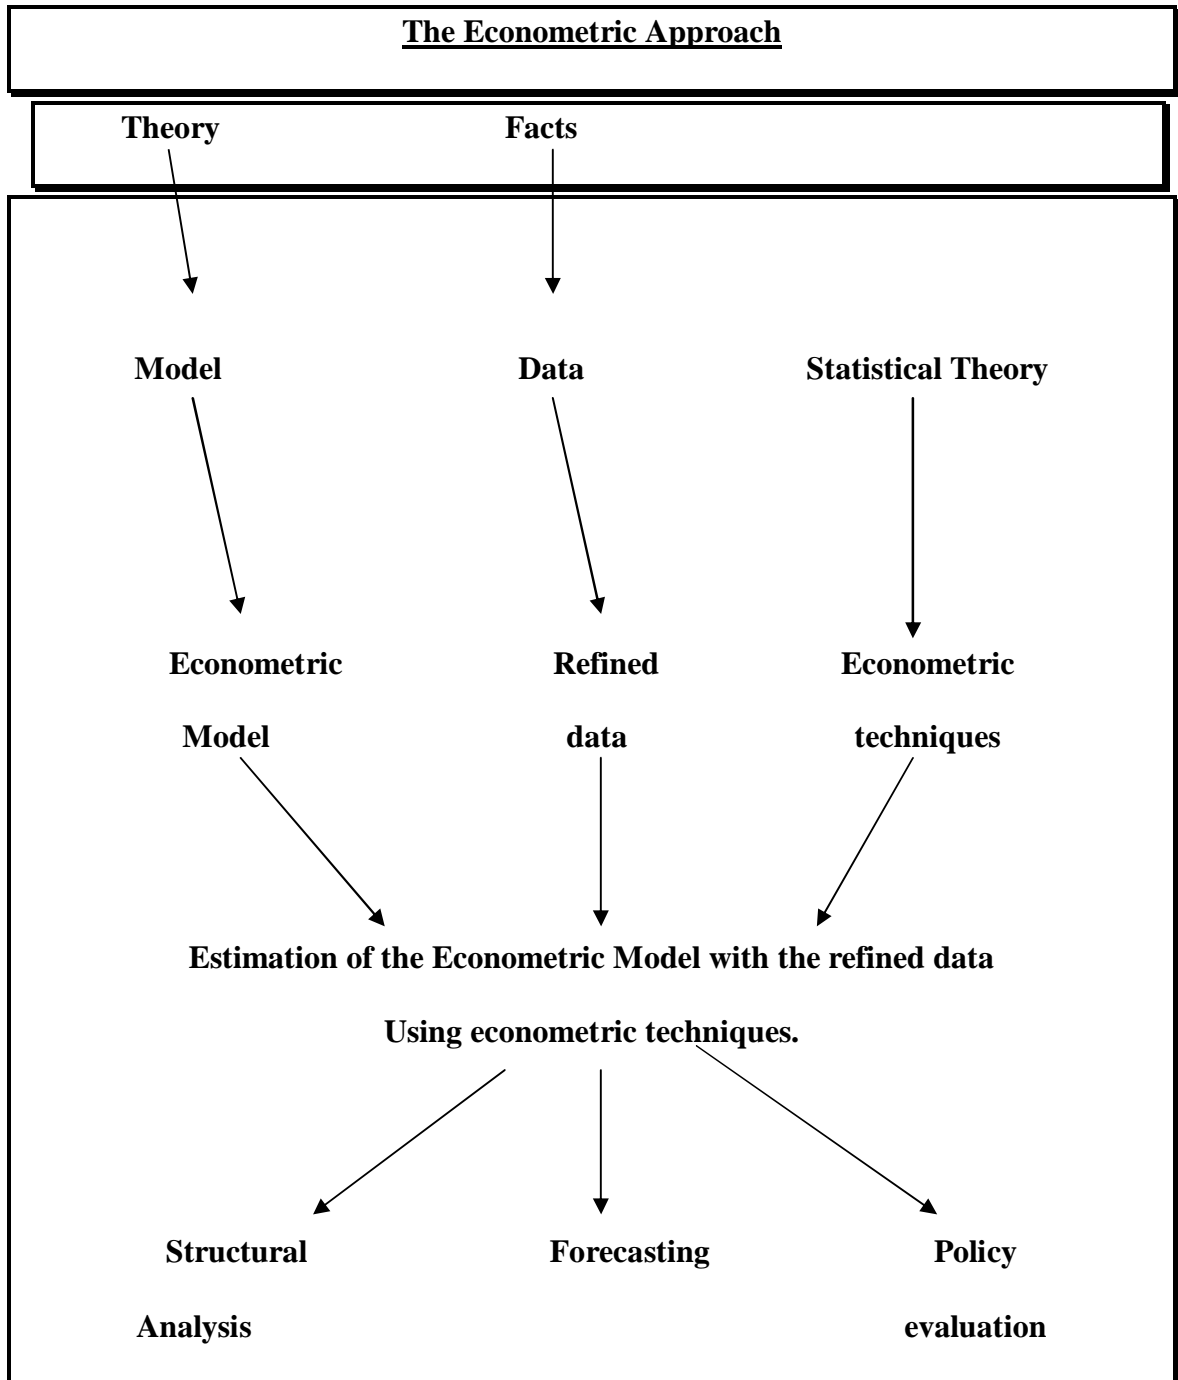 The Econometric Approach
Theory Facts
Model Data Statistical Theory
Econometric Refined Econometric
Model data techniques
Estimation of the Econometric Model with the refined data
Using econometric techniques.
Structural Forecasting Policy
Analysis evaluation